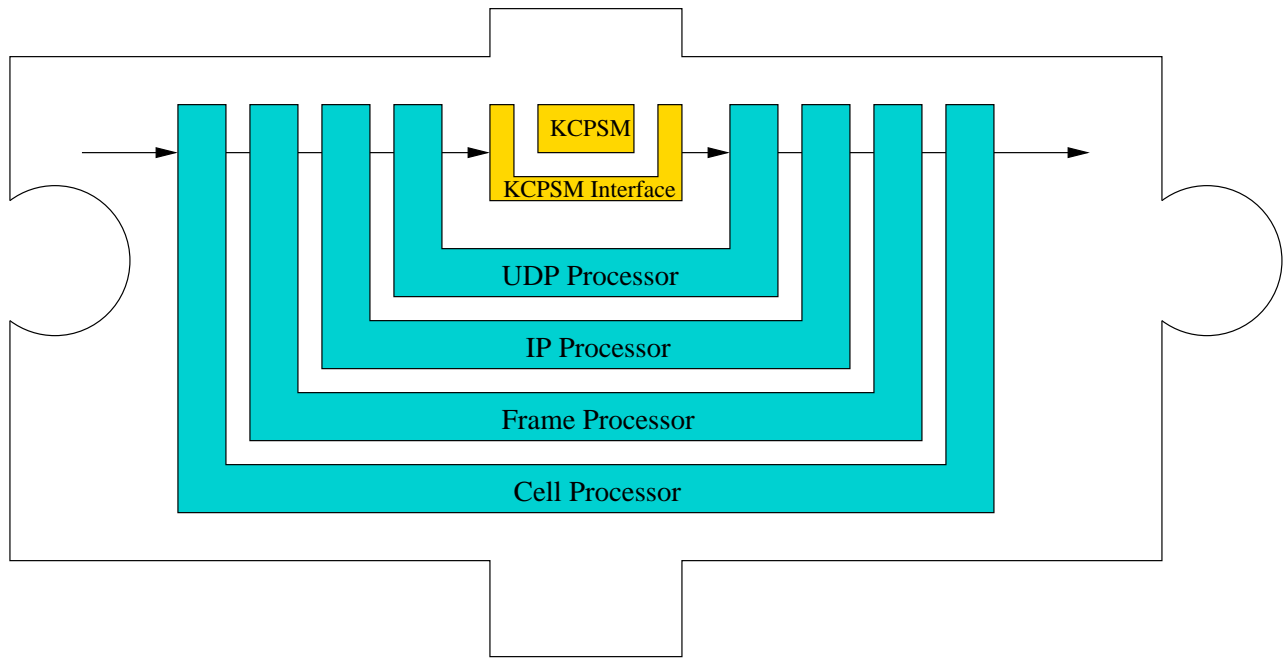 KCPSM
KCPSM Interface
UDP Processor
IP Processor
Frame Processor
Cell Processor